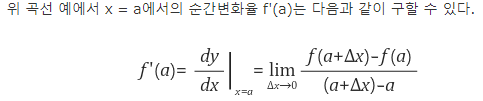 위 곡선 예에서 x = a에서의 순간변화율 f'(a)는 다음과 같이 구할 수 있다.
f'(a)= dy/dx |x=a = lim Δx→0 f(a+Δx)-f(a)/(a+Δx)-a